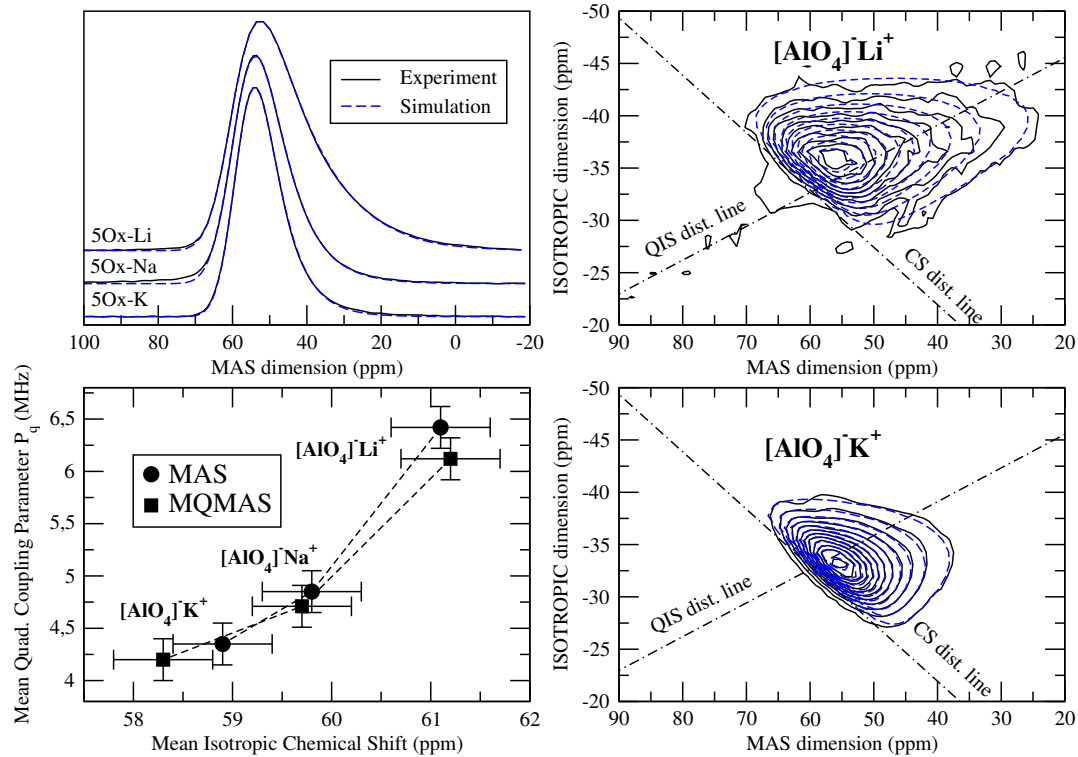 Experiment
Simulation
5Ox-Li
5Ox-Na
5Ox-K
100 80 60 40 20 0 -20
MAS dimension (ppm)
-50
-45
-40
-35
-30
-25
-20
ISOTROPIC dimension (ppm)
[AlO4]-Li+
QIS dist. line
CS dist. line
90 80 70 60 50 40 30 20
MAS dimension (ppm)
6,5
6
5,5
5
4,5
4
Mean Quad. Coupling Parameter Pq (MHz)
[AlO4]-Li+
MAS
MQMAS
[AlO4]-Na+
[AlO4]-K+
58 59 60 61 62
Mean Isotropic Chemical Shift (ppm)
-50
-45
-40
-35
-30
-25
-20
ISOTROPIC dimension (ppm)
[AlO4]-K+
QIS dist. line
CS dist. line
90 80 70 60 50 40 30 20
MAS dimension (ppm)